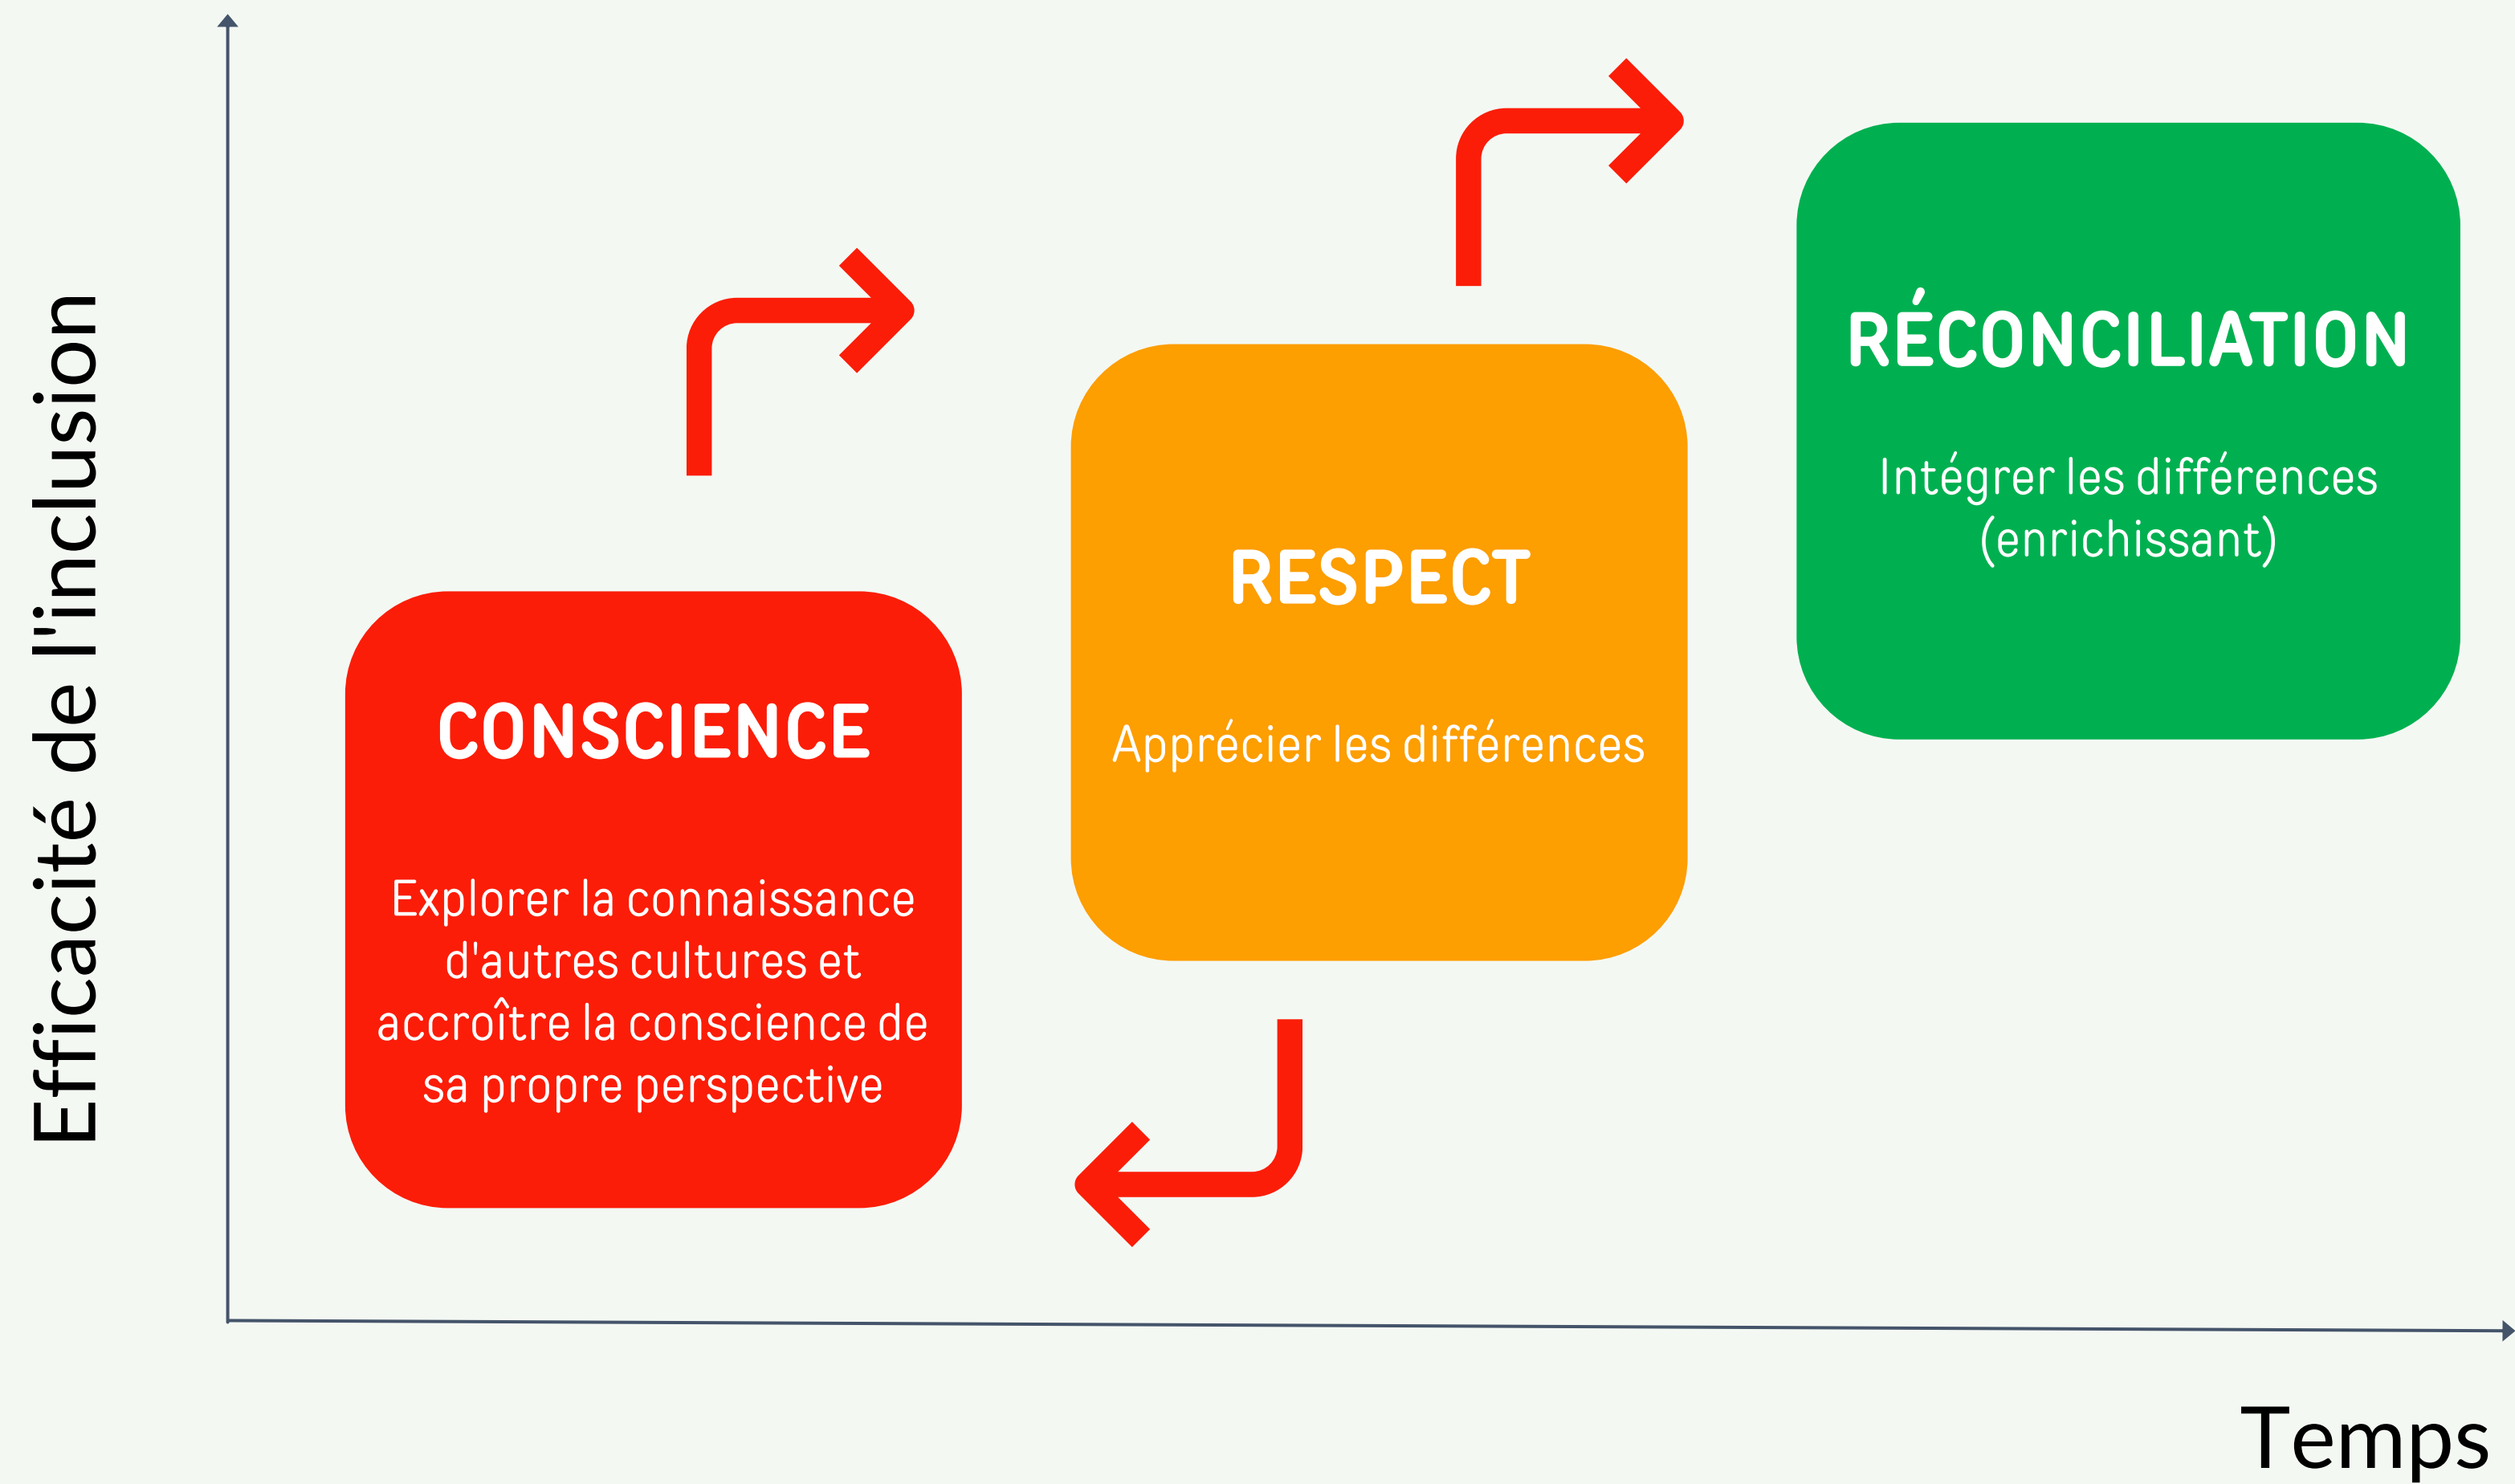 Efficacité de l'inclusion
CONSCIENCE
Explorer la connaissance
d'autres cultures et
accroître la conscience de
sa propre perspective
RESPECT
Apprécier les différences
RÉCONCILIATION
Intégrer les différences
(enrichissant)
Temps